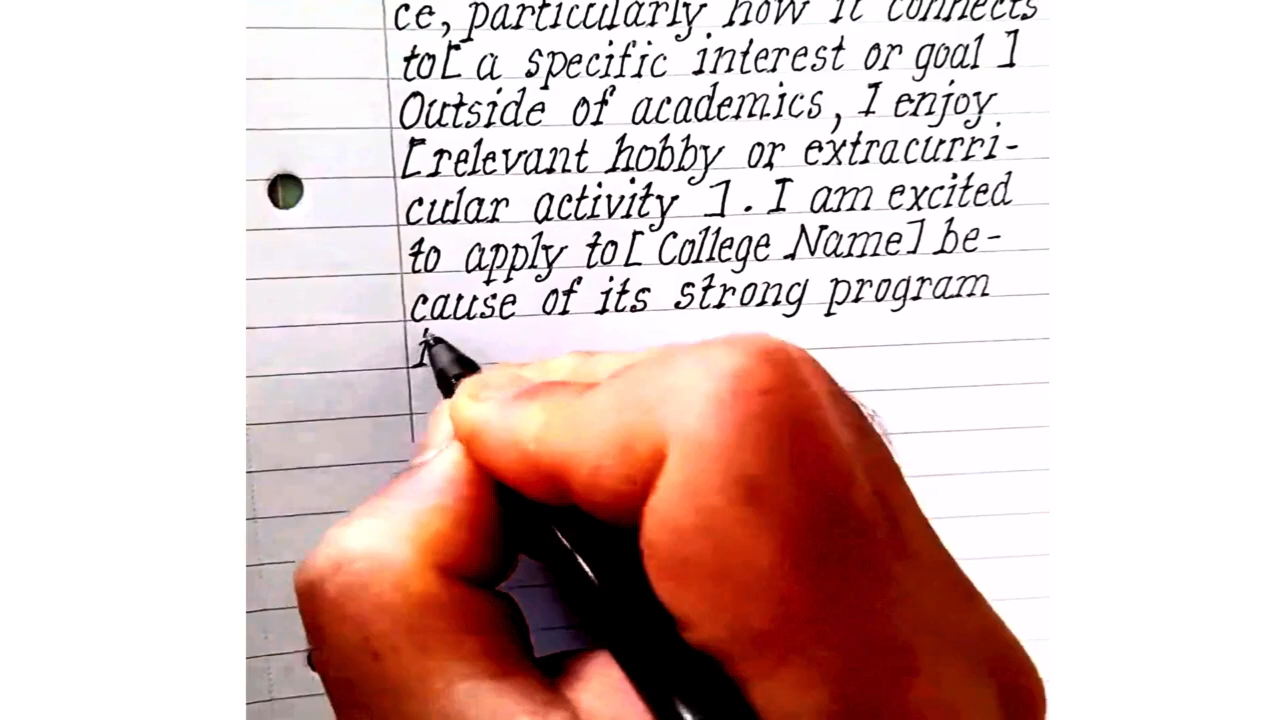 ce, particularly how it connects
to[ a specific interest or goal ]
Outside of academics, I enjoy
[relevant hobby or extracurri-
cular activity ]. I am excited
to apply to[ College Name] be-
cause of its strong program